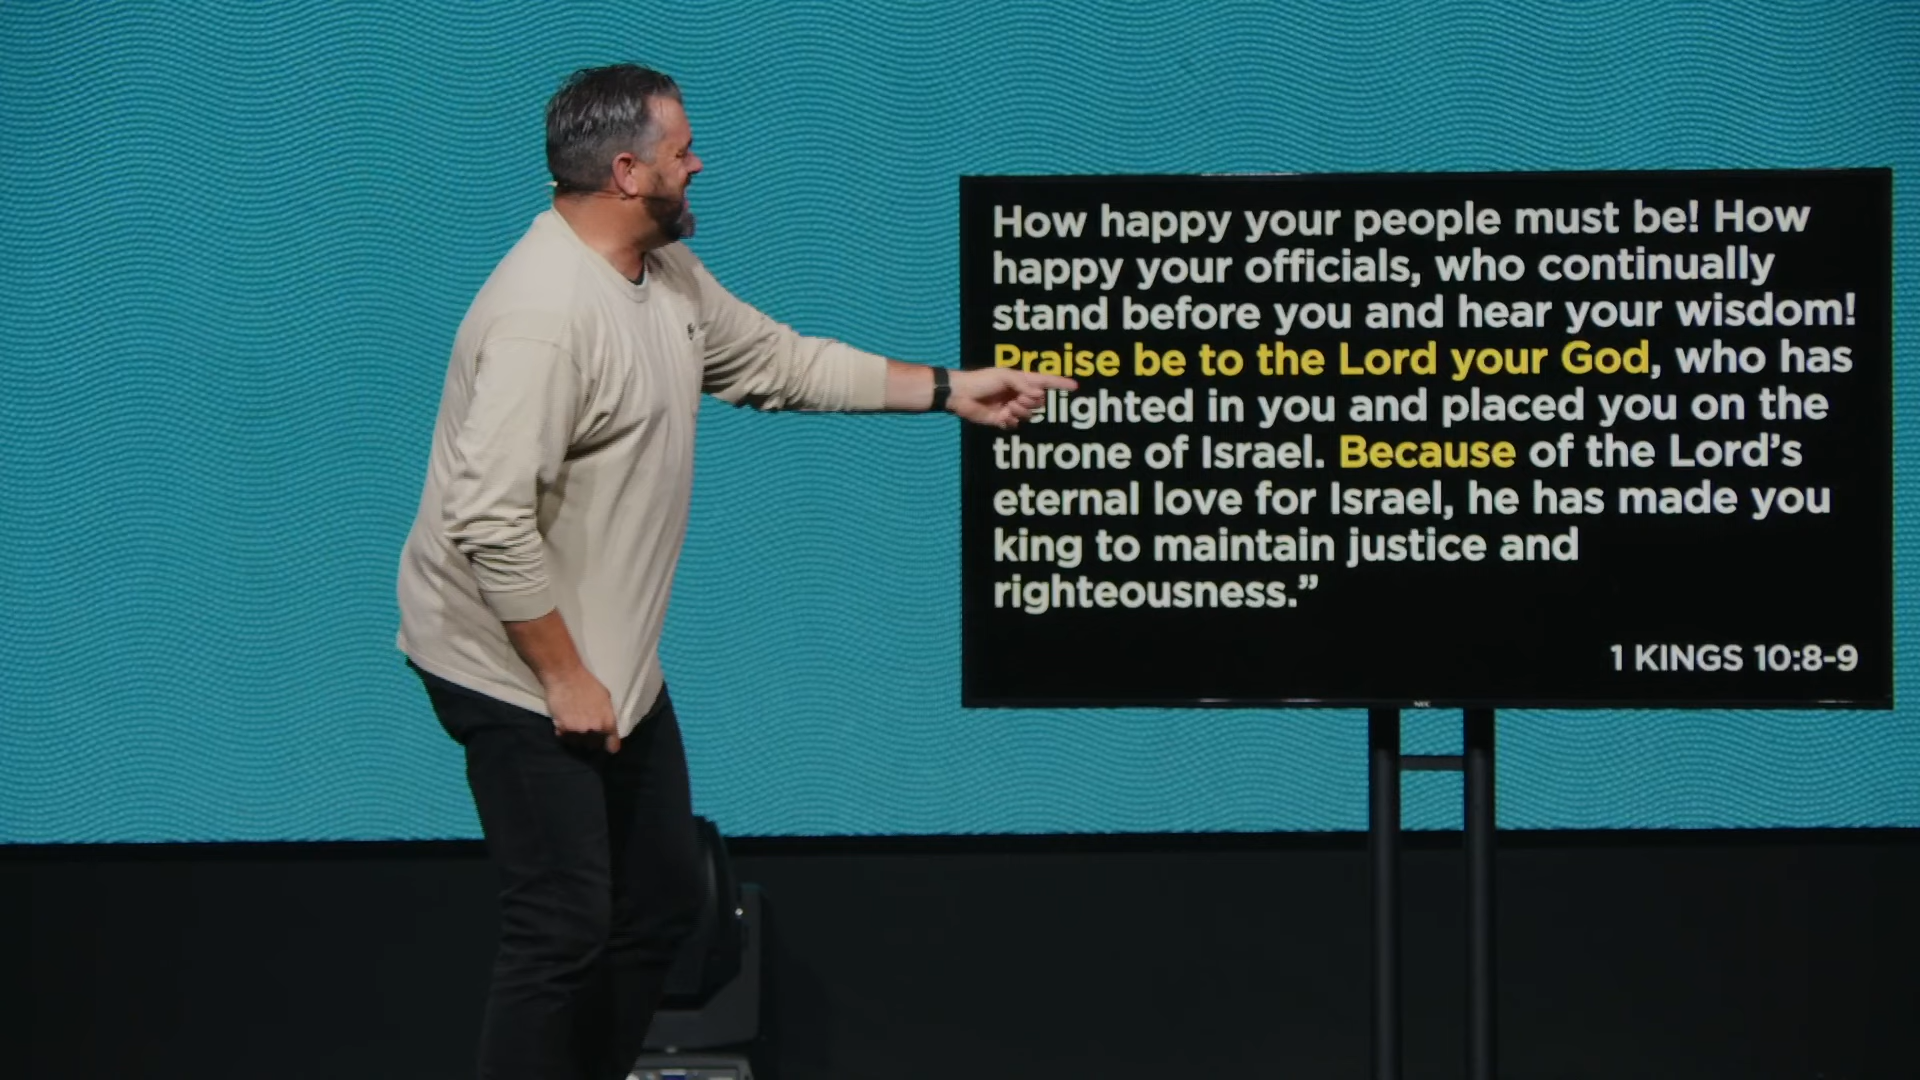 How happy your people must be! How
happy your officials, who continually
stand before you and hear your wisdom!
Praise be to the Lord your God, who has
elighted in you and placed you on the
throne of Israel. Because of the Lord's
eternal love for Israel, he has made you
king to maintain justice and
righteousness.”
1 KINGS 10:8-9
NEC